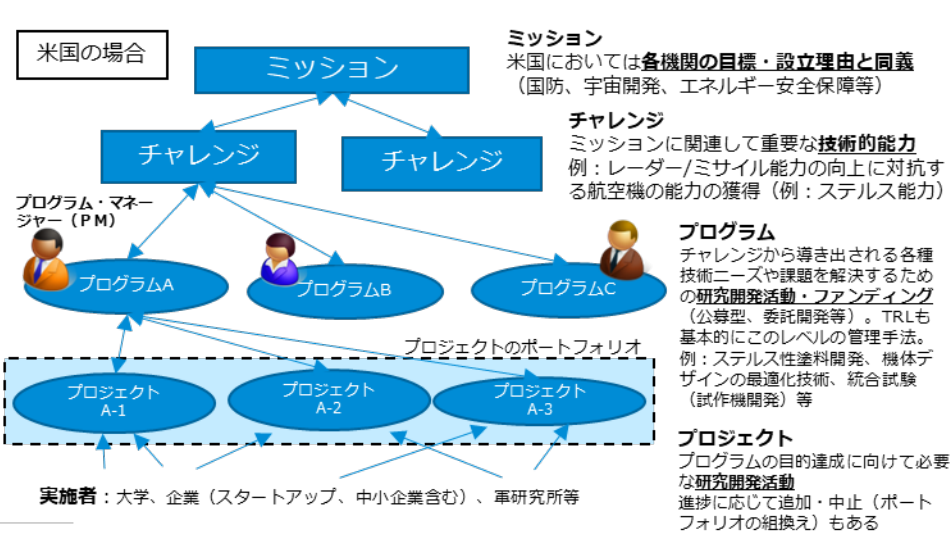 米国の場合
ミッション
チャレンジ
チャレンジ
プログラム・マネー
ジャー（ＰＭ）
プログラムA
プログラムB
プログラムC
プロジェクトのポートフォリオ
プロジェクト
A-1
プロジェクト
A-2
プロジェクト
A-3
実施者：大学、企業（スタートアップ、中小企業含む）、軍研究所等
ミッション
米国においては各機関の目標・設立理由と同義
（国防、宇宙開発、エネルギー安全保障等）
チャレンジ
ミッションに関連して重要な技術的能力
例：レーダー/ミサイル能力の向上に対抗す
る航空機の能力の獲得（例：ステルス能力）
プログラム
チャレンジから導き出される各種
技術ニーズや課題を解決するため
の研究開発活動・ファンディング
（公募型、委託開発等）。TRLも
基本的にこのレベルの管理手法。
例：ステルス性塗料開発、機体デ
ザインの最適化技術、統合試験
（試作機開発）等
プロジェクト
プログラムの目的達成に向けて必要
な研究開発活動
進捗に応じて追加・中止（ポート
フォリオの組換え）もある